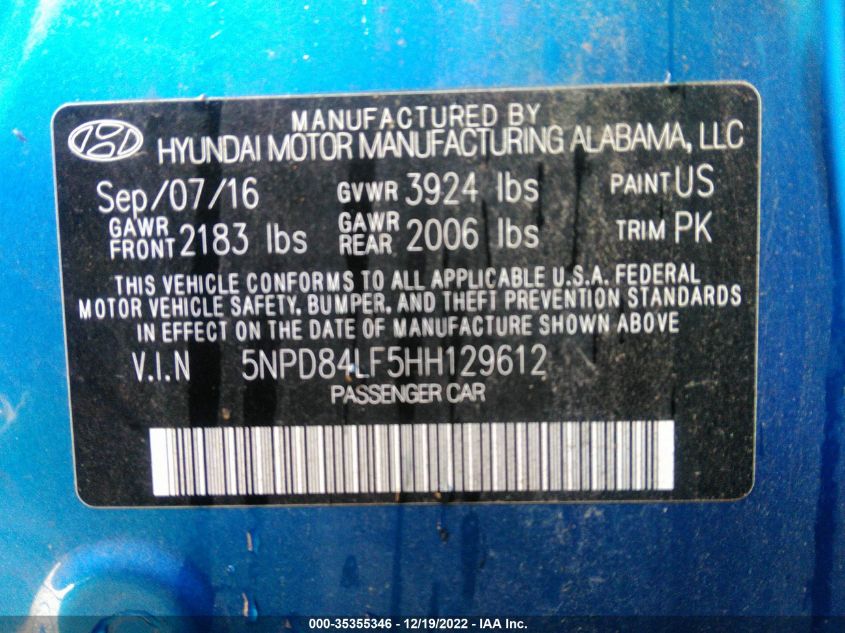 MANUFACTURED BY
HYUNDAI MOTOR MANUFACTURING ALABAMA, LLC
Sep/07/16 GVWR 3924 lbs PAINT US
GAWR FRONT 2183 lbs GAWR REAR 2006 lbs TRIM PK
THIS VEHICLE CONFORMS TO ALL APPLICABLE U.S.A. FEDERAL
MOTOR VEHICLE SAFETY, BUMPER, AND THEFT PREVENTION STANDARDS
IN EFFECT ON THE DATE OF MANUFACTURE SHOWN ABOVE
V.I.N 5NPD84LF5HH129612
PASSENGER CAR
000-35355346 - 12/19/2022 - IAA Inc.